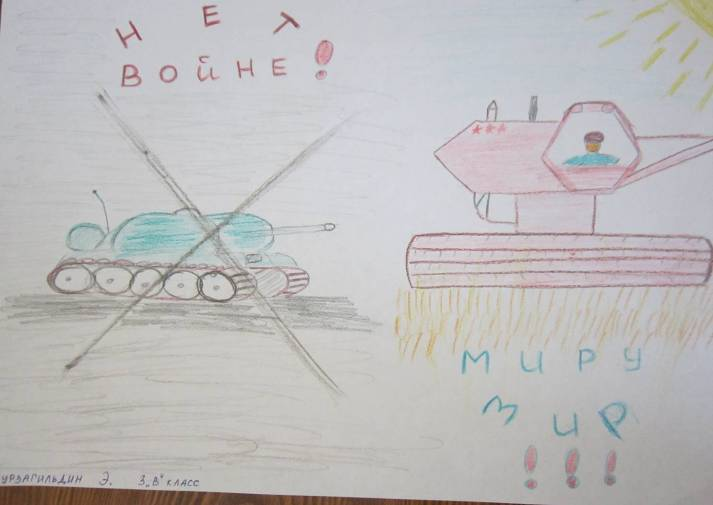 НЕТ
ВОЙНЕ!
МИРУ
МИР
!!!
УРЗАГИЛЬДИН Э. 3„В" КЛАСС